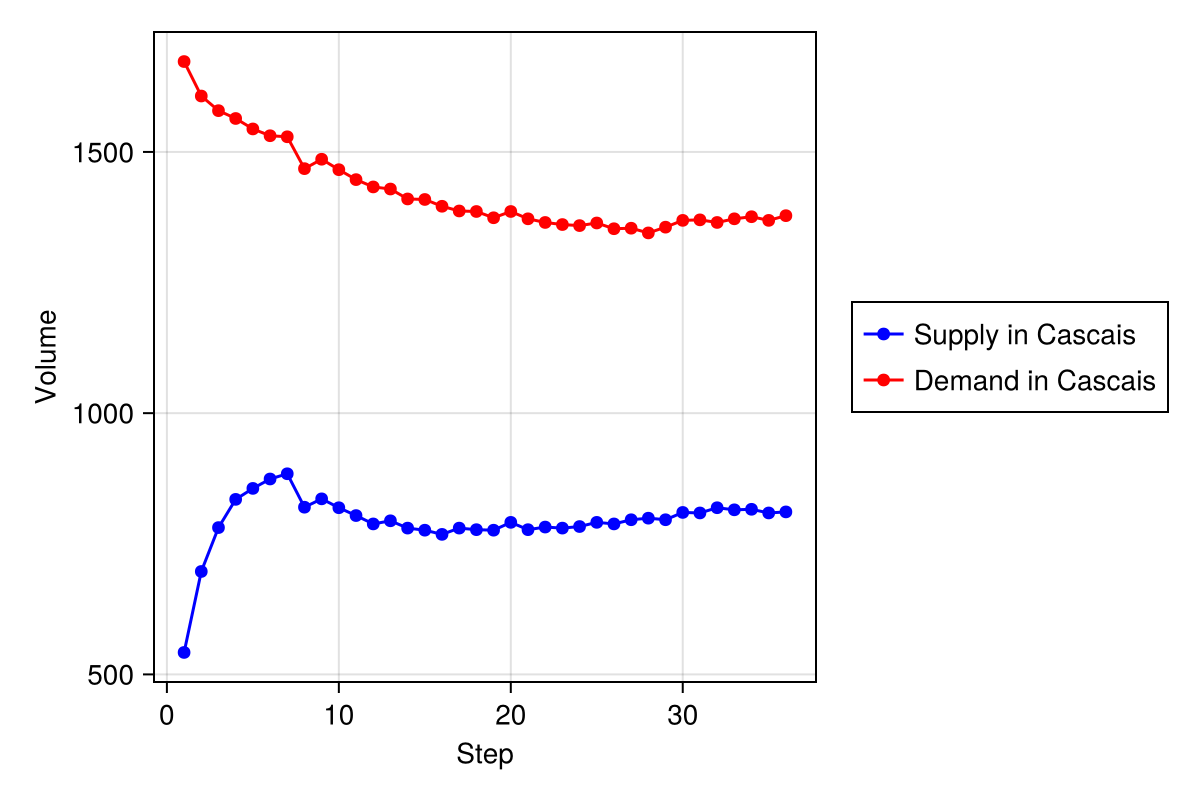 1500
1000
500
Volume
0 10 20 30
Step
Supply in Cascais
Demand in Cascais